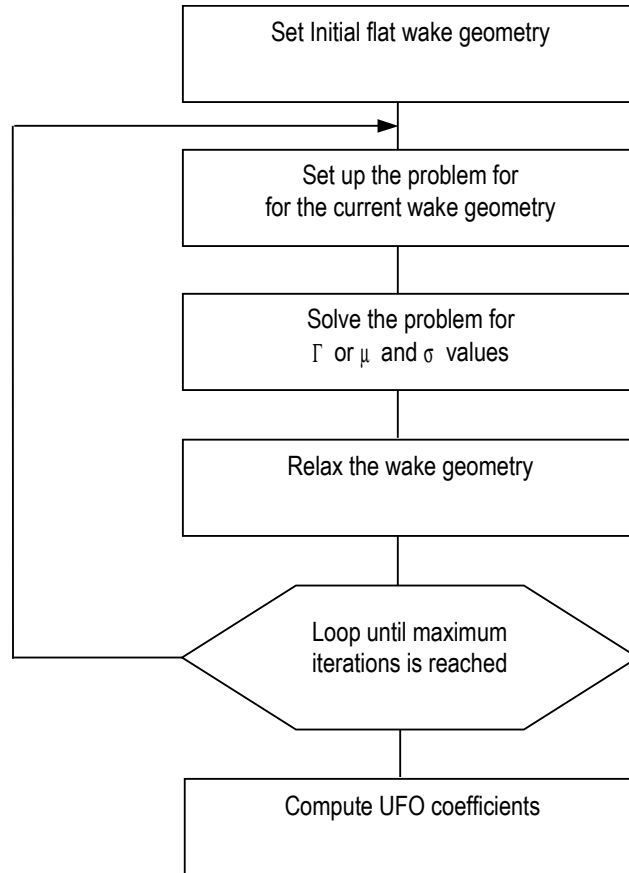 Set Initial flat wake geometry
Set up the problem for
for the current wake geometry
Solve the problem for
Γ or μ and σ values
Relax the wake geometry
Loop until maximum
iterations is reached
Compute UFO coefficients